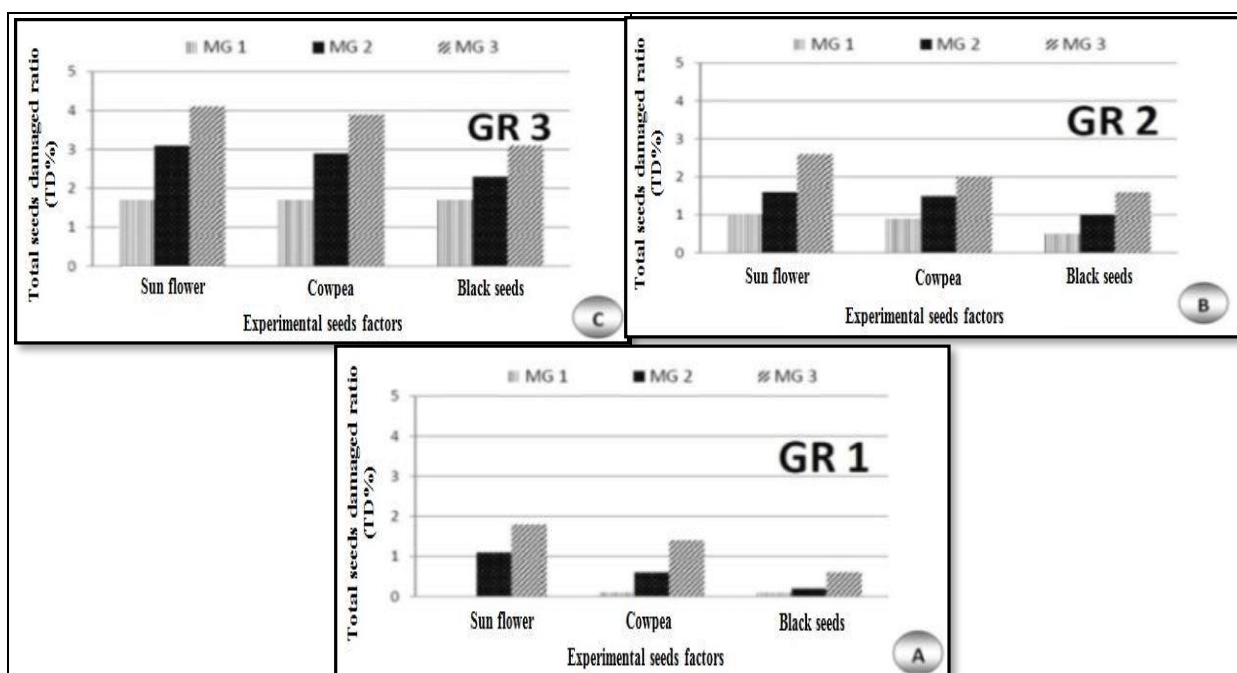 MG 1 MG 2 MG 3
Total seeds damaged ratio
(TD%)
5
4
3
2
1
0
GR 3
Sun flower Cowpea Black seeds
Experimental seeds factors
C
MG 1 MG 2 MG 3
Total seeds damaged ratio
(TD%)
5
4
3
2
1
0
GR 2
Sun flower Cowpea Black seeds
Experimental seeds factors
B
MG 1 MG 2 MG 3
Total seeds damaged ratio
(TD%)
5
4
3
2
1
0
GR 1
Sun flower Cowpea Black seeds
Experimental seeds factors
A